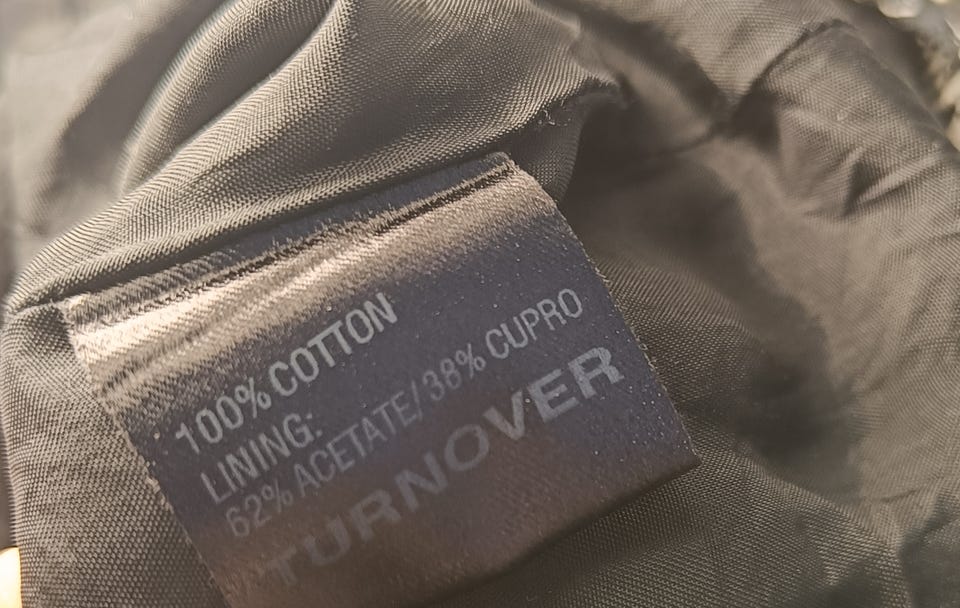 100% COTTON
LINING:
62% ACETATE/38% CUPRO
TURNOVER